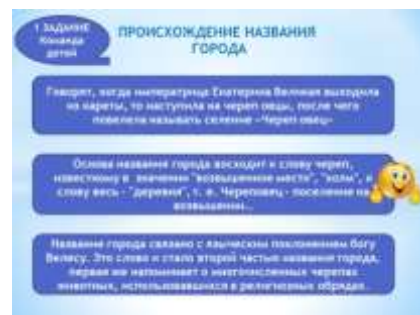 1 ЗАДАНИЕ
Команда
детей
ПРОИСХОЖДЕНИЕ НАЗВАНИЯ
ГОРОДА
Говорят, когда императрица Екатерина Великая выходила
из кареты, то наступила на череп овцы, после чего
повелела называть селение «Череп овец»
Основа названия города восходит к слову череп,
известному в значении "возвышенное место", "холм", и
слову весь - "деревня", т. е. Череповец - поселение на
возвышении...
Название города связано с языческим поклонением богу
Велесу. Это слово и стало второй частью названия города,
первая же напоминает о многочисленных черепах
животных, использовавшихся в религиозных обрядах.